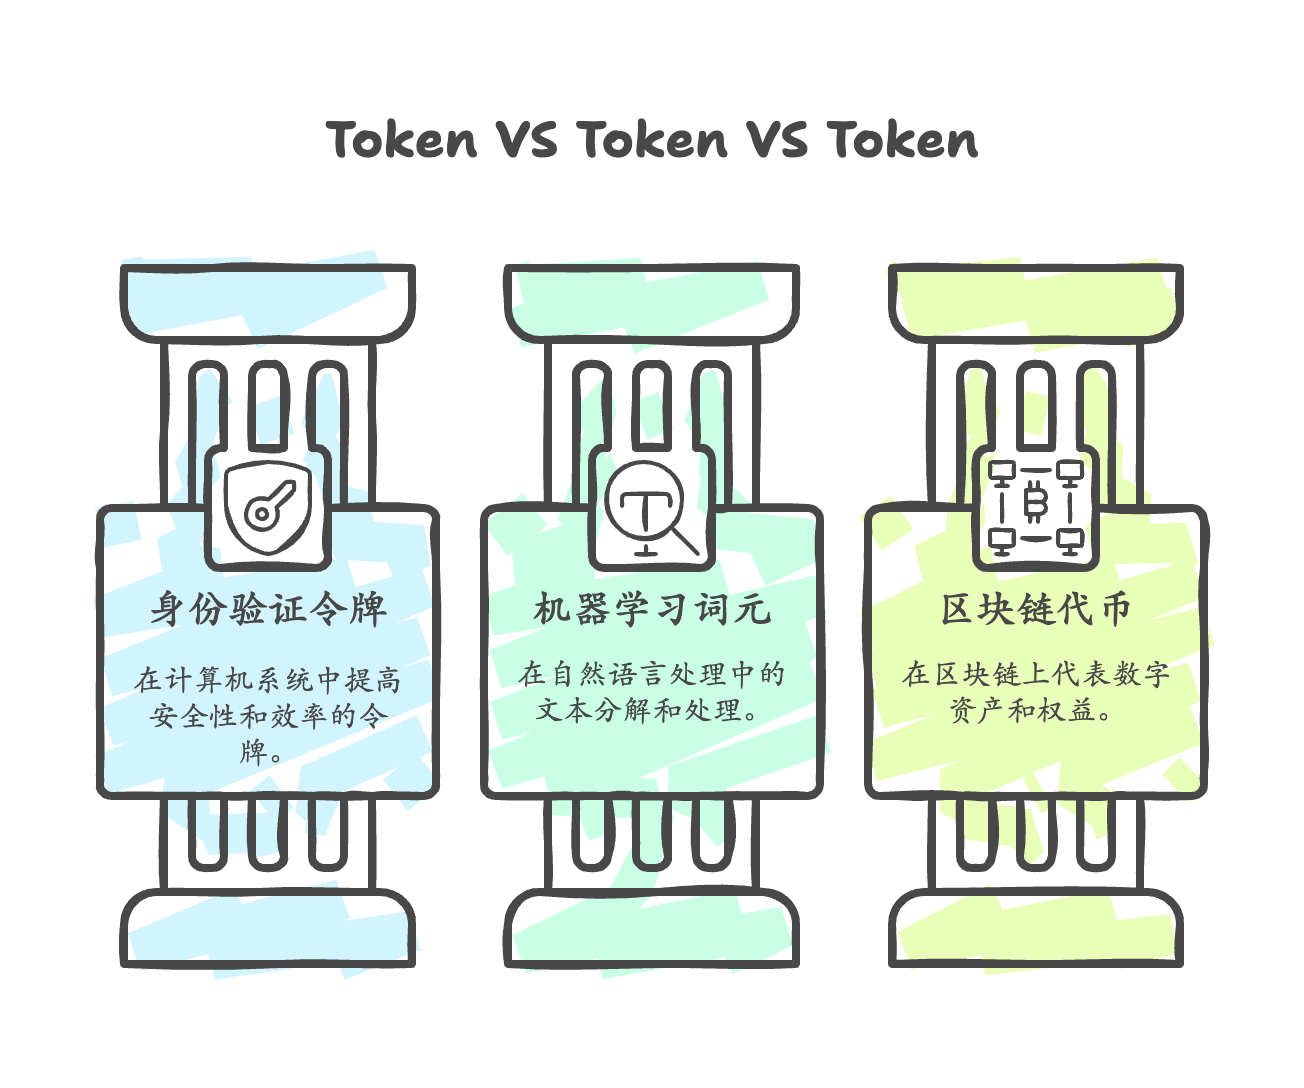 Token VS Token VS Token
身份验证令牌
在计算机系统中提高
安全性和效率的令
牌。
机器学习词元
在自然语言处理中的
文本分解和处理。
区块链代币
在区块链上代表数字
资产和权益。